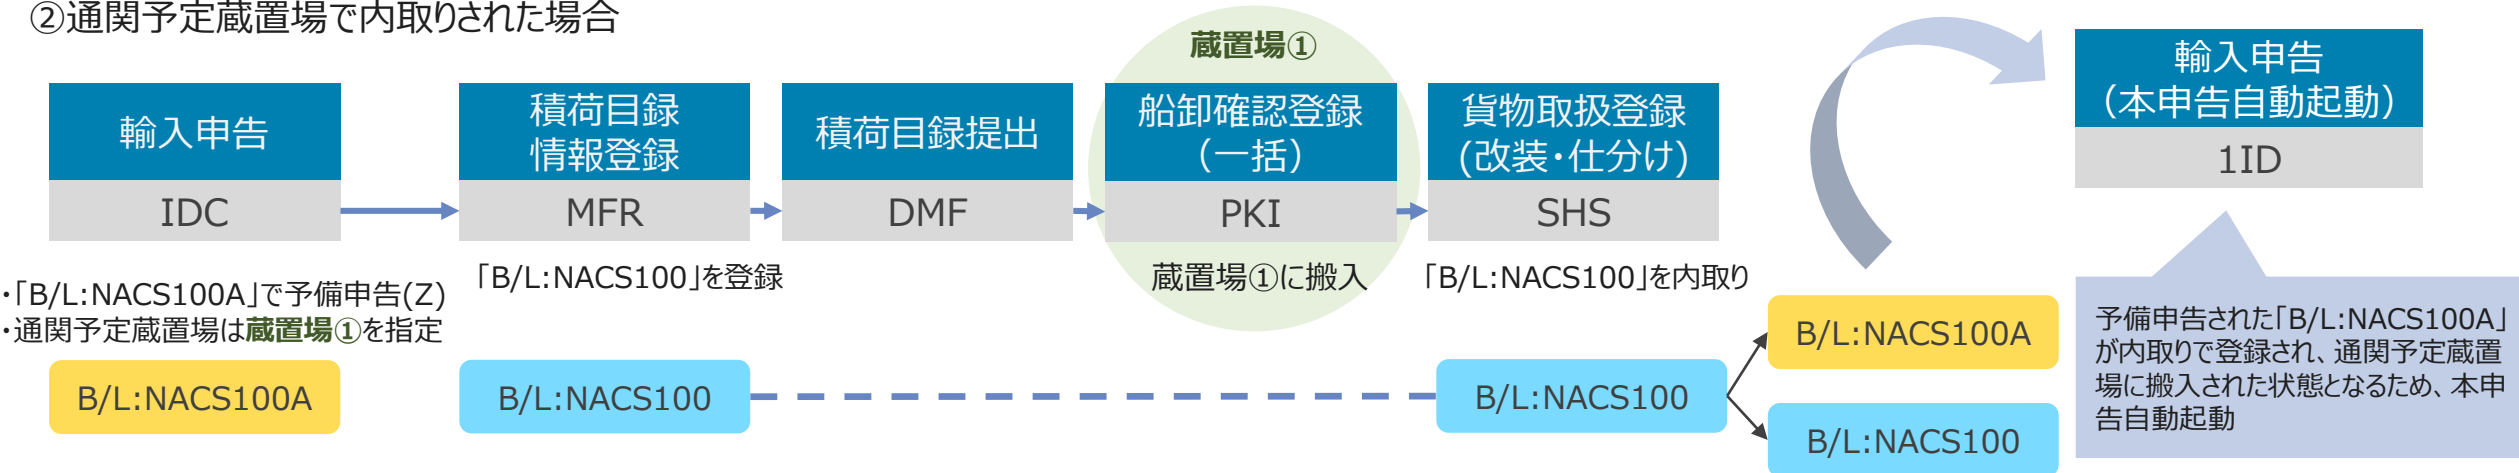 ②通関予定蔵置場で内取りされた場合
蔵置場①
輸入申告
IDC
・「B/L:NACS100A」で予備申告(Z)
・通関予定蔵置場は蔵置場①を指定
B/L:NACS100A
積荷目録
情報登録
MFR
「B/L:NACS100」を登録
B/L:NACS100
積荷目録提出
DMF
船卸確認登録
（一括）
PKI
蔵置場①に搬入
貨物取扱登録
(改装・仕分け)
SHS
「B/L:NACS100」を内取り
B/L:NACS100
B/L:NACS100A
B/L:NACS100
輸入申告
（本申告自動起動）
1ID
予備申告された「B/L:NACS100A」
が内取りで登録され、通関予定蔵置
場に搬入された状態となるため、本申
告自動起動